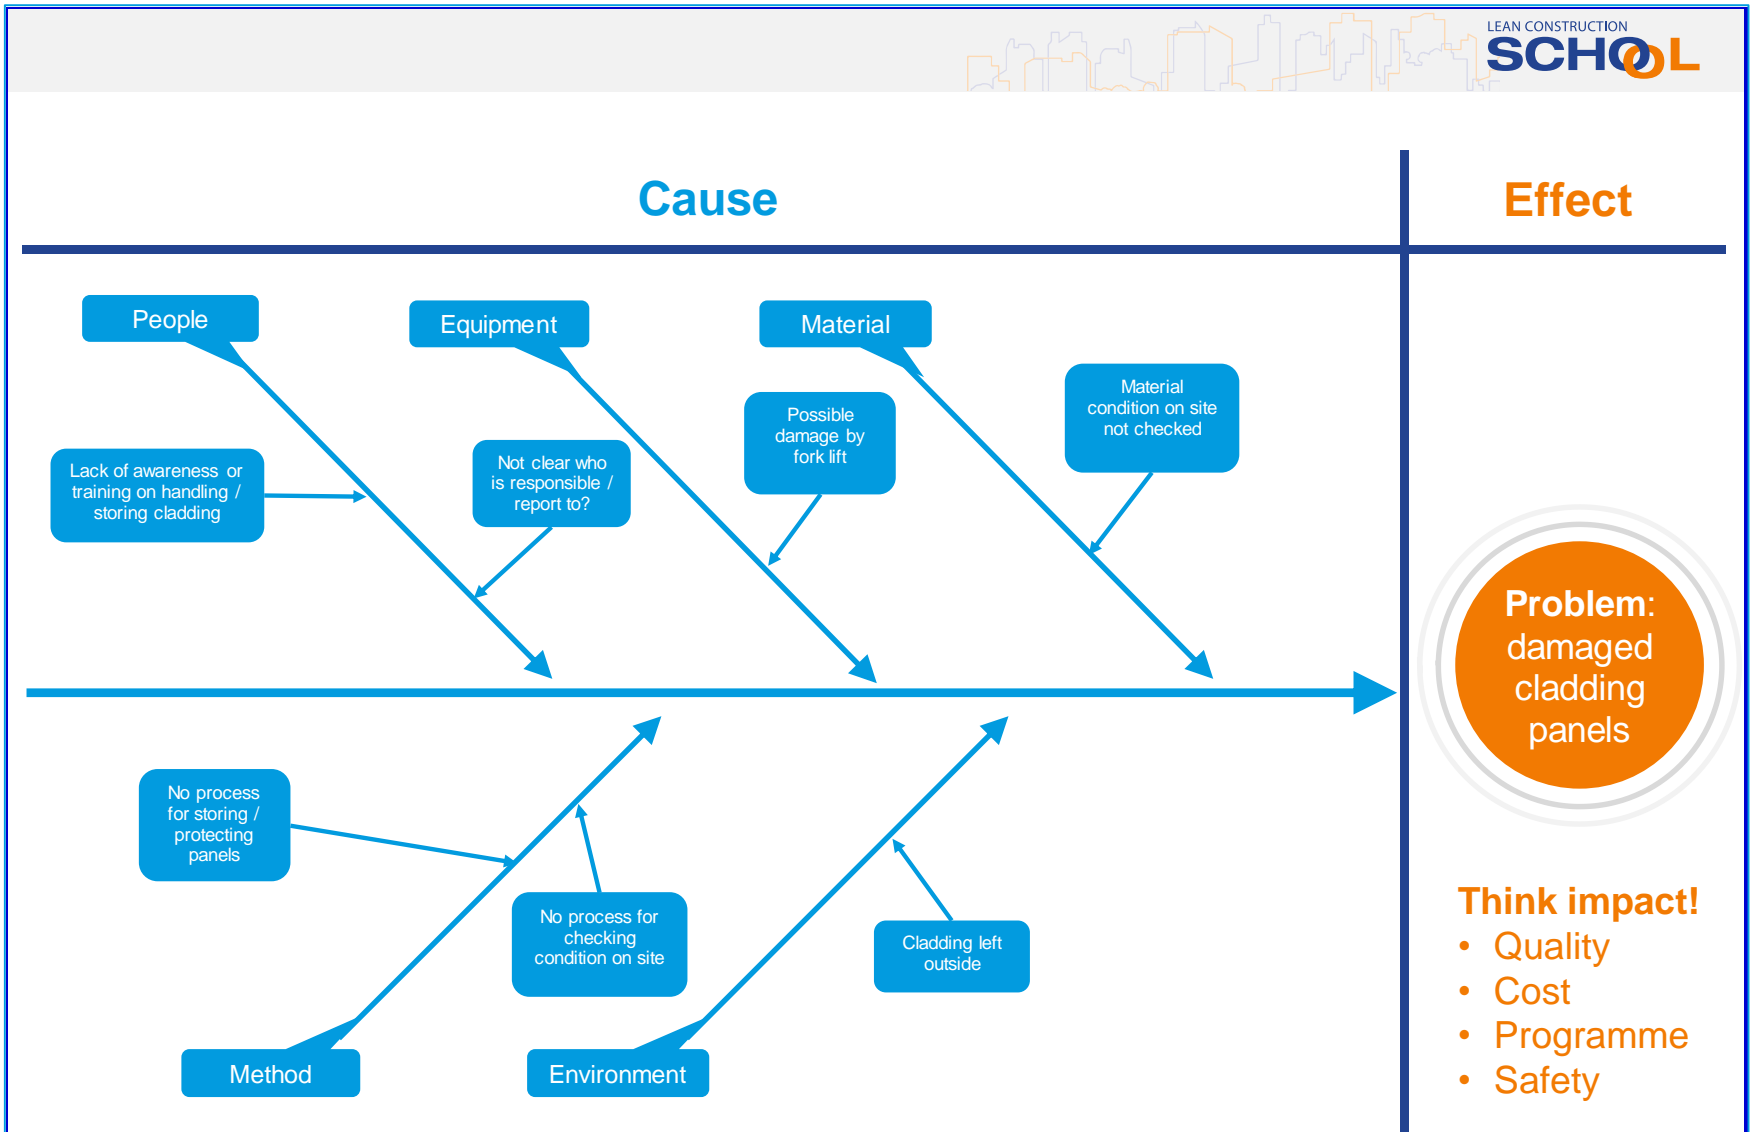 LEAN CONSTRUCTION
SCHOOL
Cause
Effect
People
Equipment
Material
Lack of awareness or
training on handling /
storing cladding
Not clear who
is responsible /
report to?
Possible
damage by
fork lift
Material
condition on site
not checked
Problem:
damaged
cladding
panels
No process
for storing /
protecting
panels
No process for
checking
condition on site
Cladding left
outside
Method
Environment
Think impact!
• Quality
• Cost
• Programme
• Safety